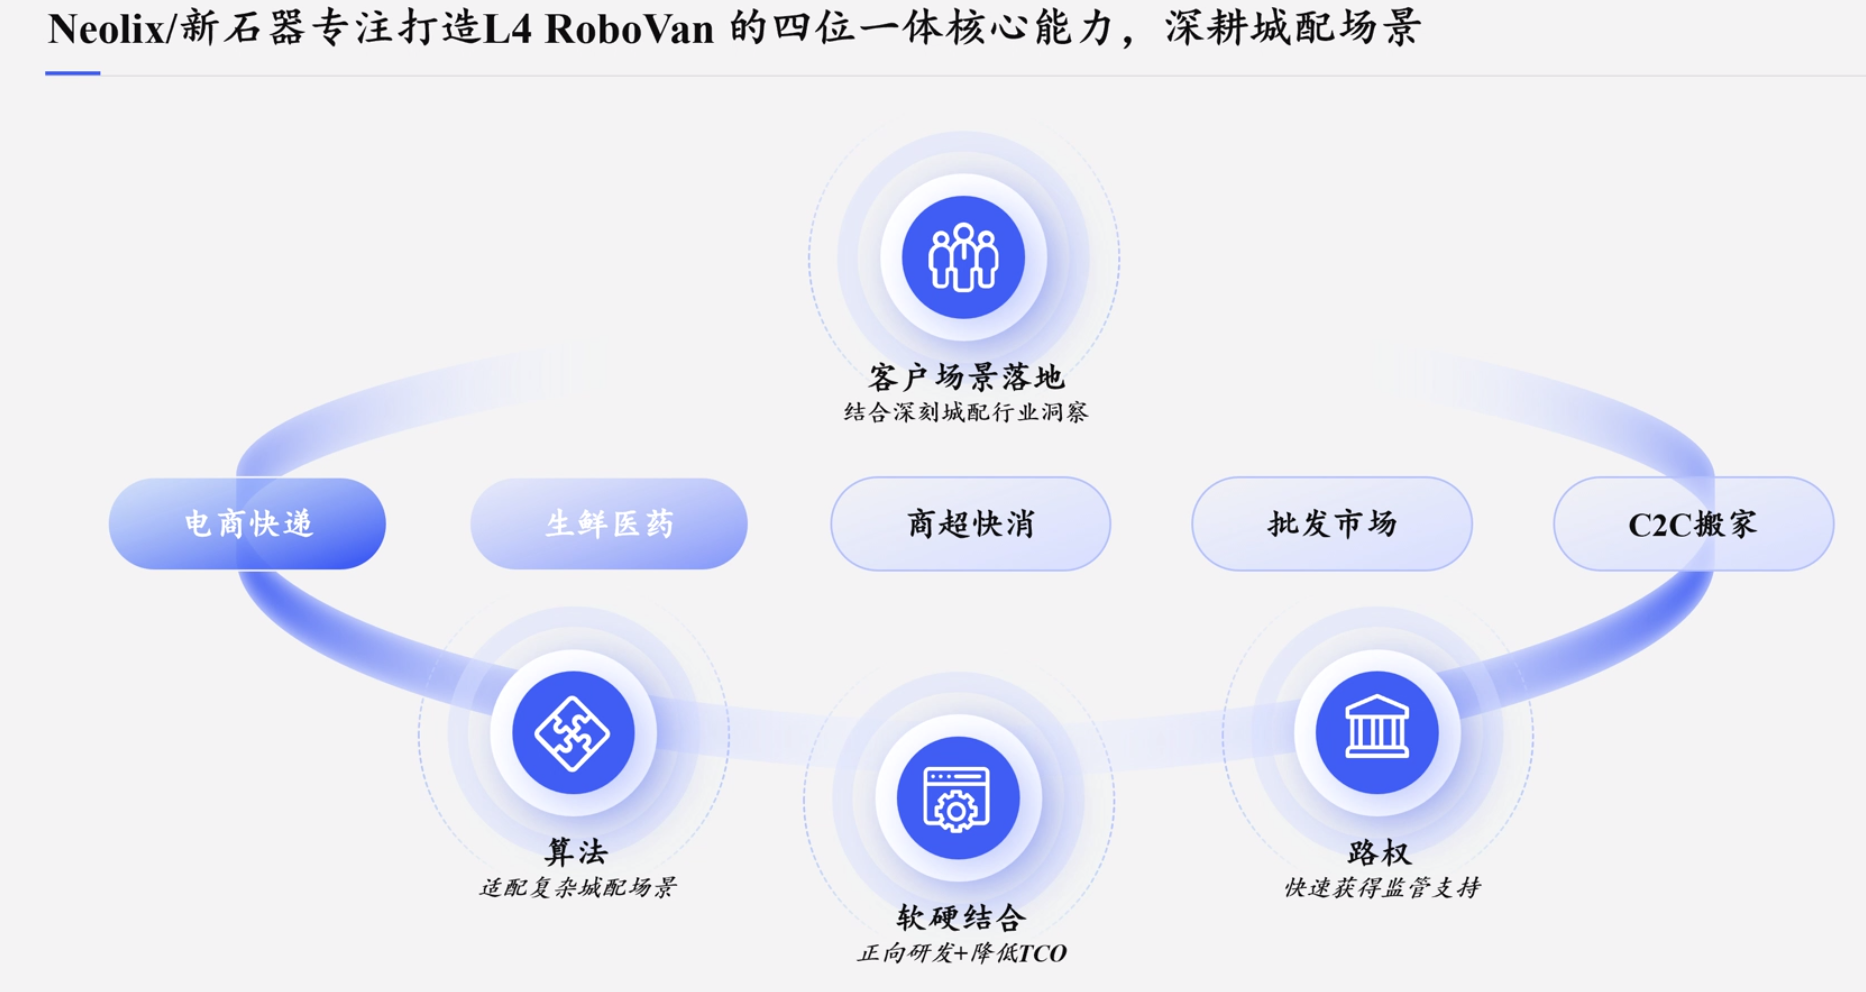 Neolix/新石器专注打造L4 RoboVan 的四位一体核心能力，深耕城配场景
客户场景落地
结合深刻城配行业洞察
电商快递
生鲜医药
商超快消
批发市场
C2C搬家
算法
适配复杂城配场景
软硬结合
正向研发+降低TCO
路权
快速获得监管支持